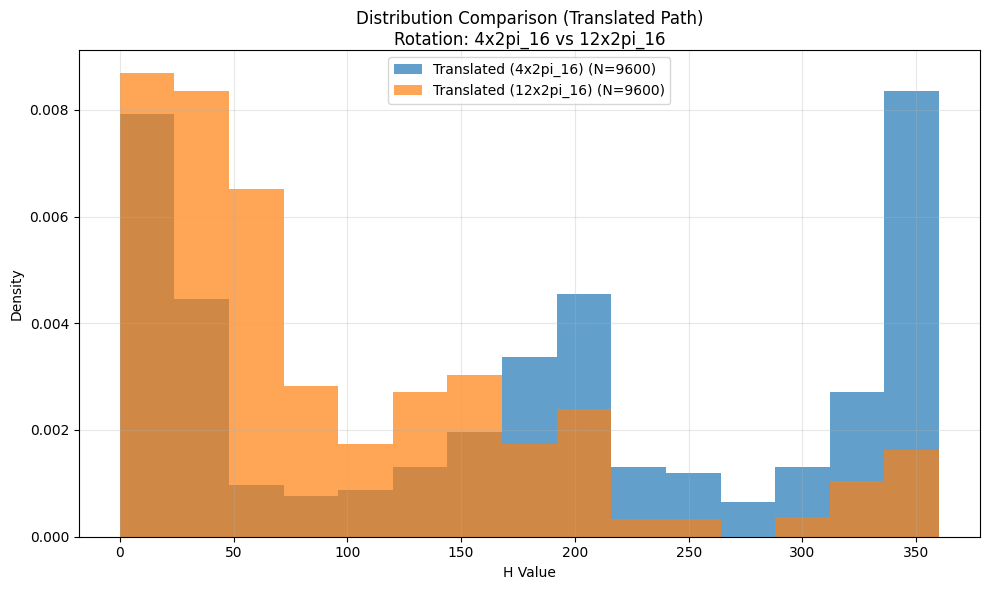 Distribution Comparison (Translated Path)
Rotation: 4x2pi_16 vs 12x2pi_16
Translated (4x2pi_16) (N=9600)
Translated (12x2pi_16) (N=9600)
Density
0.008
0.006
0.004
0.002
0.000
0 50 100 150 200 250 300 350
H Value